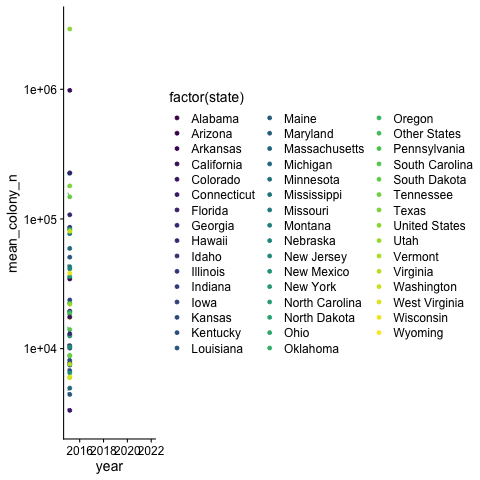 mean_colony_n
1e+06
1e+05
1e+04
2016 2018 2020 2022
year
factor(state)
Alabama Maine Oregon
Arizona Maryland Other States
Arkansas Massachusetts Pennsylvania
California Michigan South Carolina
Colorado Minnesota South Dakota
Connecticut Mississippi Tennessee
Florida Missouri Texas
Georgia Montana United States
Hawaii Nebraska Utah
Idaho New Jersey Vermont
Illinois New Mexico Virginia
Indiana New York Washington
Iowa North Carolina West Virginia
Kansas North Dakota Wisconsin
Kentucky Ohio Wyoming
Louisiana Oklahoma